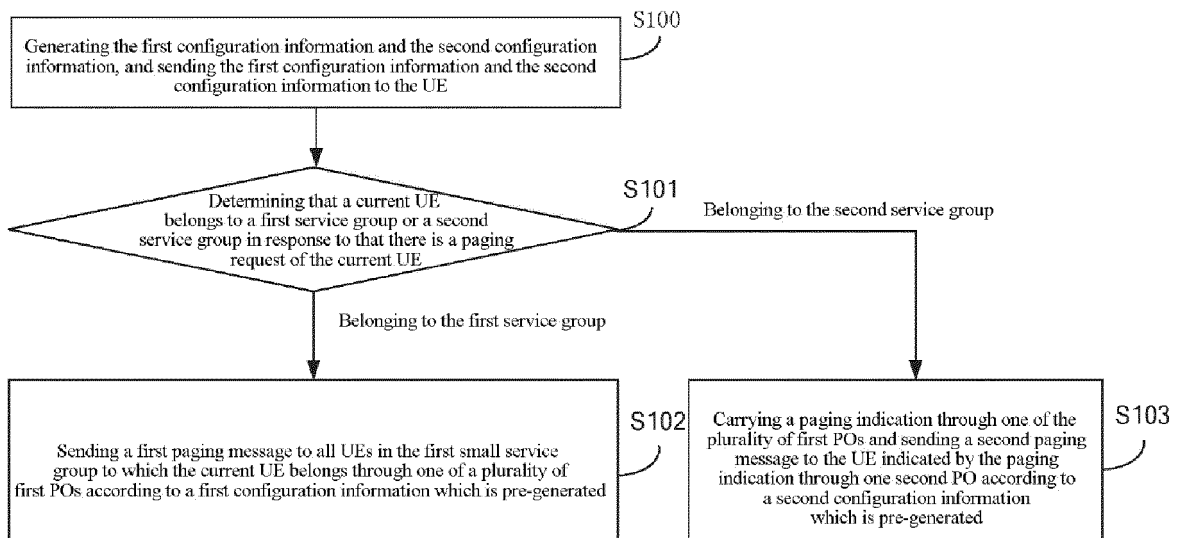 S100
Generating the first configuration information and the second configuration
information, and sending the first configuration information and the second
configuration information to the UE
S101
Determining that a current UE
belongs to a first service group or a second
service group in response to that there is a paging
request of the current UE
Belonging to the second service group
Belonging to the first service group
S102
Sending a first paging message to all UEs in the first small service
group to which the current UE belongs through one of a plurality of
first POs according to a first configuration information which is pre-generated
S103
Carrying a paging indication through one of the
plurality of first POs and sending a second paging
message to the UE indicated by the paging
indication through one second PO according to
a second configuration information
which is pre-generated